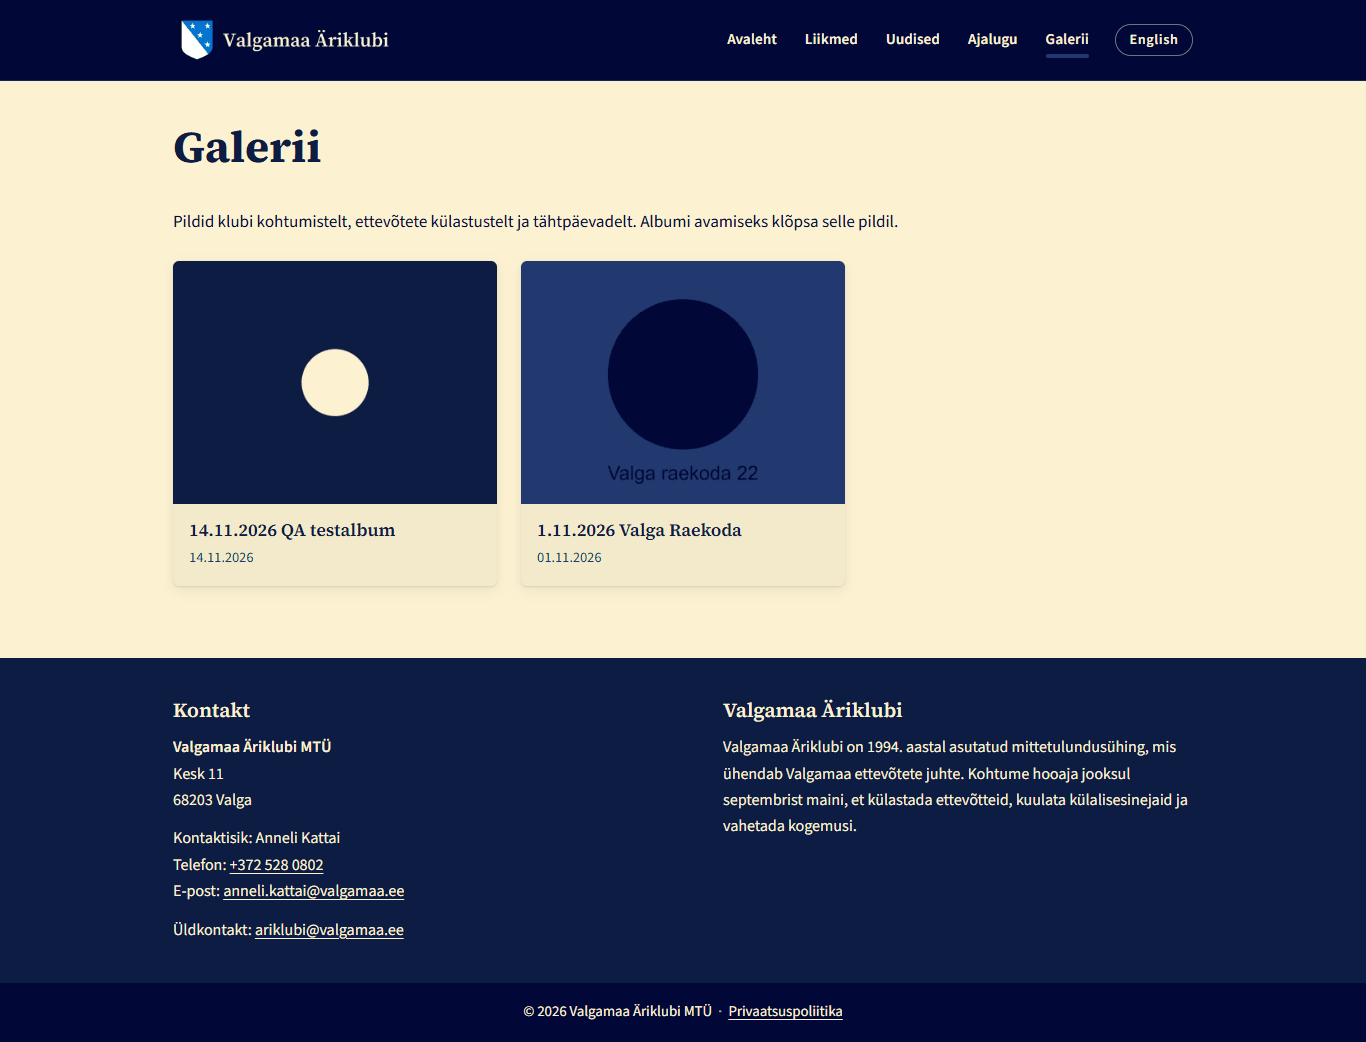 Valgamaa Äriklubi
Avaleht Liikmed Uudised Ajalugu Galerii English
Galerii
Pildid klubi kohtumistelt, ettevõtete külastustelt ja tähtpäevadelt. Albumi avamiseks klõpsa selle pildil.
Valga raekoda 22
14.11.2026 QA testalbum
14.11.2026
1.11.2026 Valga Raekoda
01.11.2026
Kontakt
Valgamaa Äriklubi MTÜ
Kesk 11
68203 Valga
Kontaktisik: Anneli Kattai
Telefon: +372 528 0802
E-post: anneli.kattai@valgamaa.ee
Üldkontakt: ariklubi@valgamaa.ee
Valgamaa Äriklubi
Valgamaa Äriklubi on 1994. aastal asutatud mittetulundusühing, mis
ühendab Valgamaa ettevõtete juhte. Kohtume hooaja jooksul
septembrist maini, et külastada ettevõtteid, kuulata külalisesinejaid ja
vahetada kogemusi.
© 2026 Valgamaa Äriklubi MTÜ · Privaatsuspoliitika